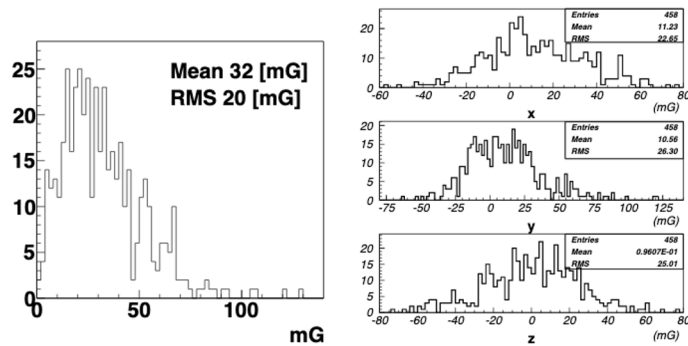 Mean 32 [mG]
RMS 20 [mG]
25
20
15
10
5
0
0 50 100
mG
Entries 458
Mean 11.23
RMS 22.65
20
10
0
-60 -40 -20 0 20 40 60 80
x (mG)
Entries 458
Mean 10.56
RMS 26.30
20
15
10
5
0
-75 -50 -25 0 25 50 75 100 125
y (mG)
Entries 458
Mean 0.9607E-01
RMS 25.01
20
15
10
5
0
-80 -60 -40 -20 0 20 40 60 80
z (mG)